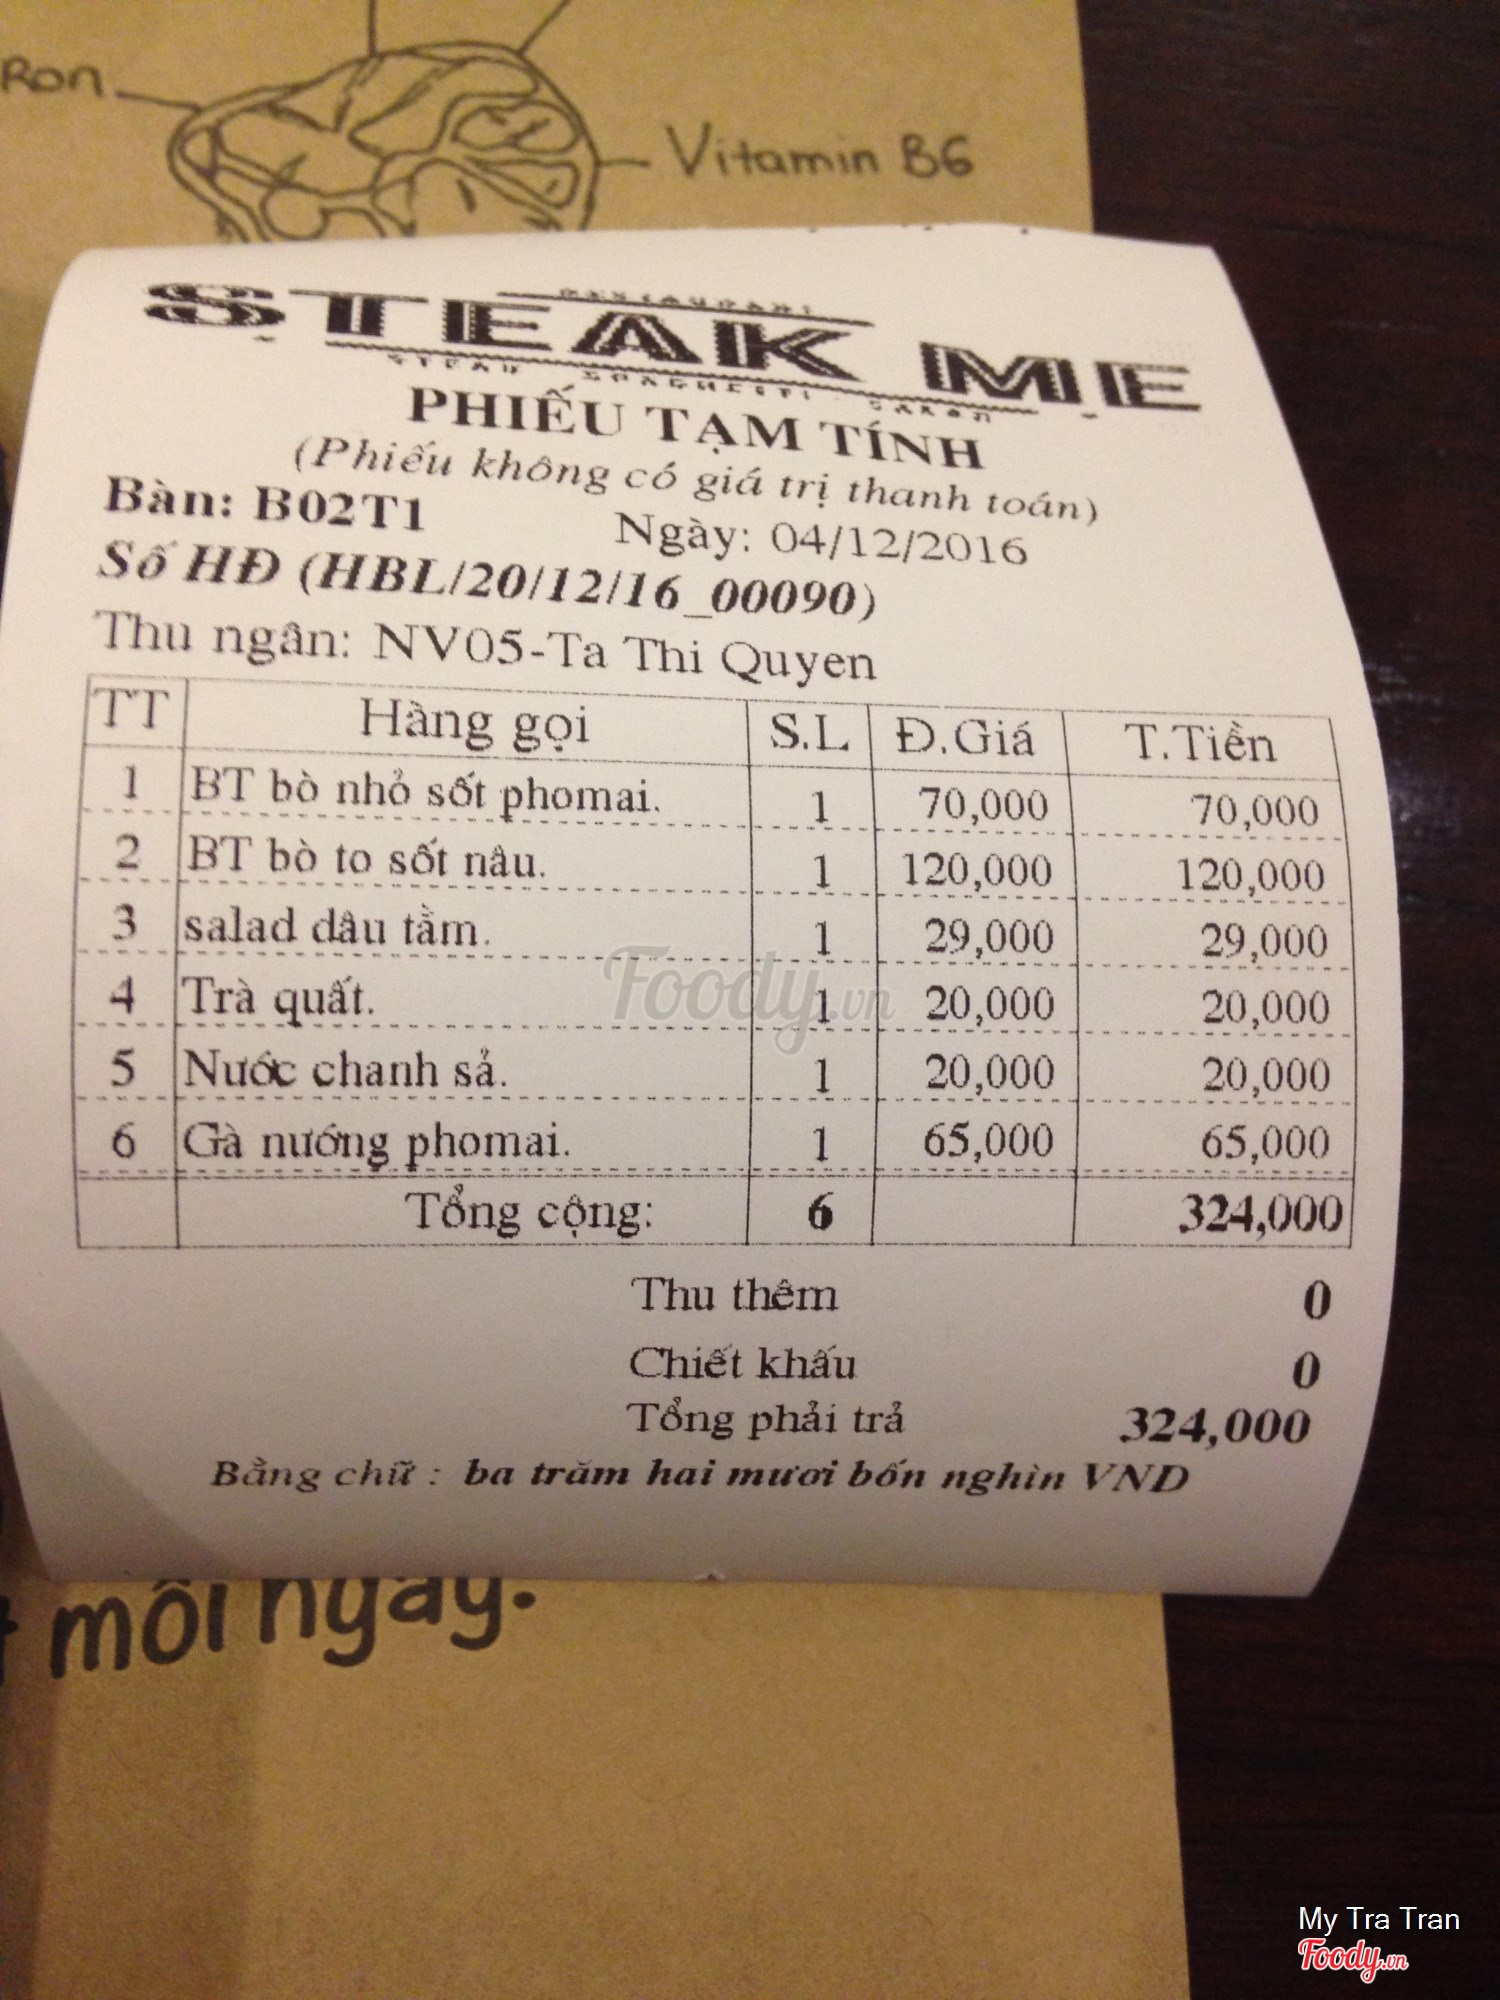 Ron
Vitamin B6
RESTAURANT
STEAK ME
STEAK SPAGHETTI
PHIẾU TẠM TÍNH
(Phiếu không có giá trị thanh toán)
Bàn: B02T1 Ngày: 04/12/2016
Số HĐ (HBL/20/12/16_00090)
Thu ngân: NV05-Ta Thi Quyen
TT Hàng gọi S.L Đ.Giá T.Tiền
1 BT bò nhỏ sốt phomai. 1 70,000 70,000
2 BT bò to sốt nâu. 1 120,000 120,000
3 salad dâu tằm. 1 29,000 29,000
4 Trà quất. 1 20,000 20,000
5 Nước chanh sả. 1 20,000 20,000
6 Gà nướng phomai. 1 65,000 65,000
Tổng cộng: 6 324,000
Thu thêm 0
Chiết khấu 0
Tổng phải trả 324,000
Bằng chữ : ba trăm hai mươi bốn nghìn VND
mỗi ngày.
Foody.vn
My Tra Tran
Foody.vn